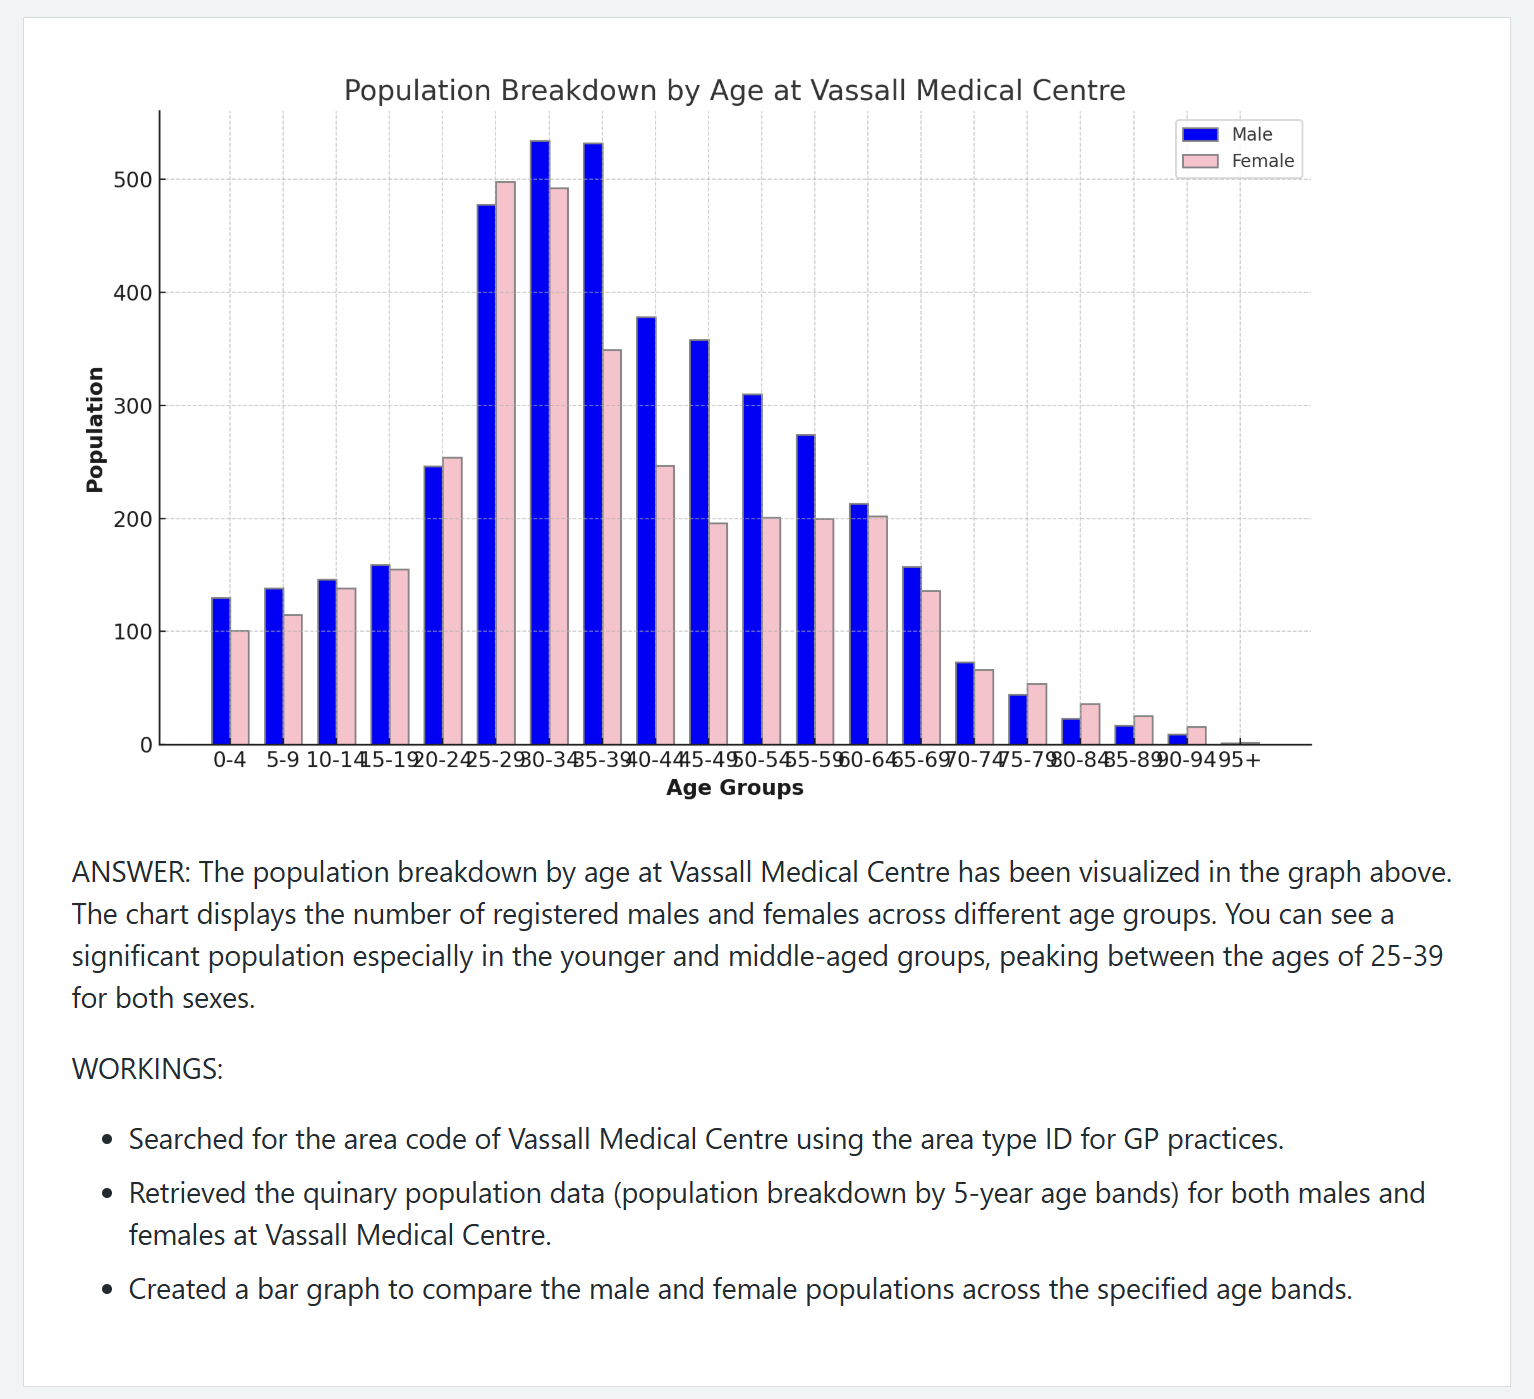 Population Breakdown by Age at Vassall Medical Centre
Male
Female
500
400
300
200
100
0
Population
0-4 5-9 10-14 15-19 20-24 25-29 30-34 35-39 40-44 45-49 50-54 55-59 60-64 65-69 70-74 75-79 80-84 85-89 90-94 95+
Age Groups
ANSWER: The population breakdown by age at Vassall Medical Centre has been visualized in the graph above.
The chart displays the number of registered males and females across different age groups. You can see a
significant population especially in the younger and middle-aged groups, peaking between the ages of 25-39
for both sexes.
WORKINGS:
• Searched for the area code of Vassall Medical Centre using the area type ID for GP practices.
• Retrieved the quinary population data (population breakdown by 5-year age bands) for both males and
females at Vassall Medical Centre.
• Created a bar graph to compare the male and female populations across the specified age bands.